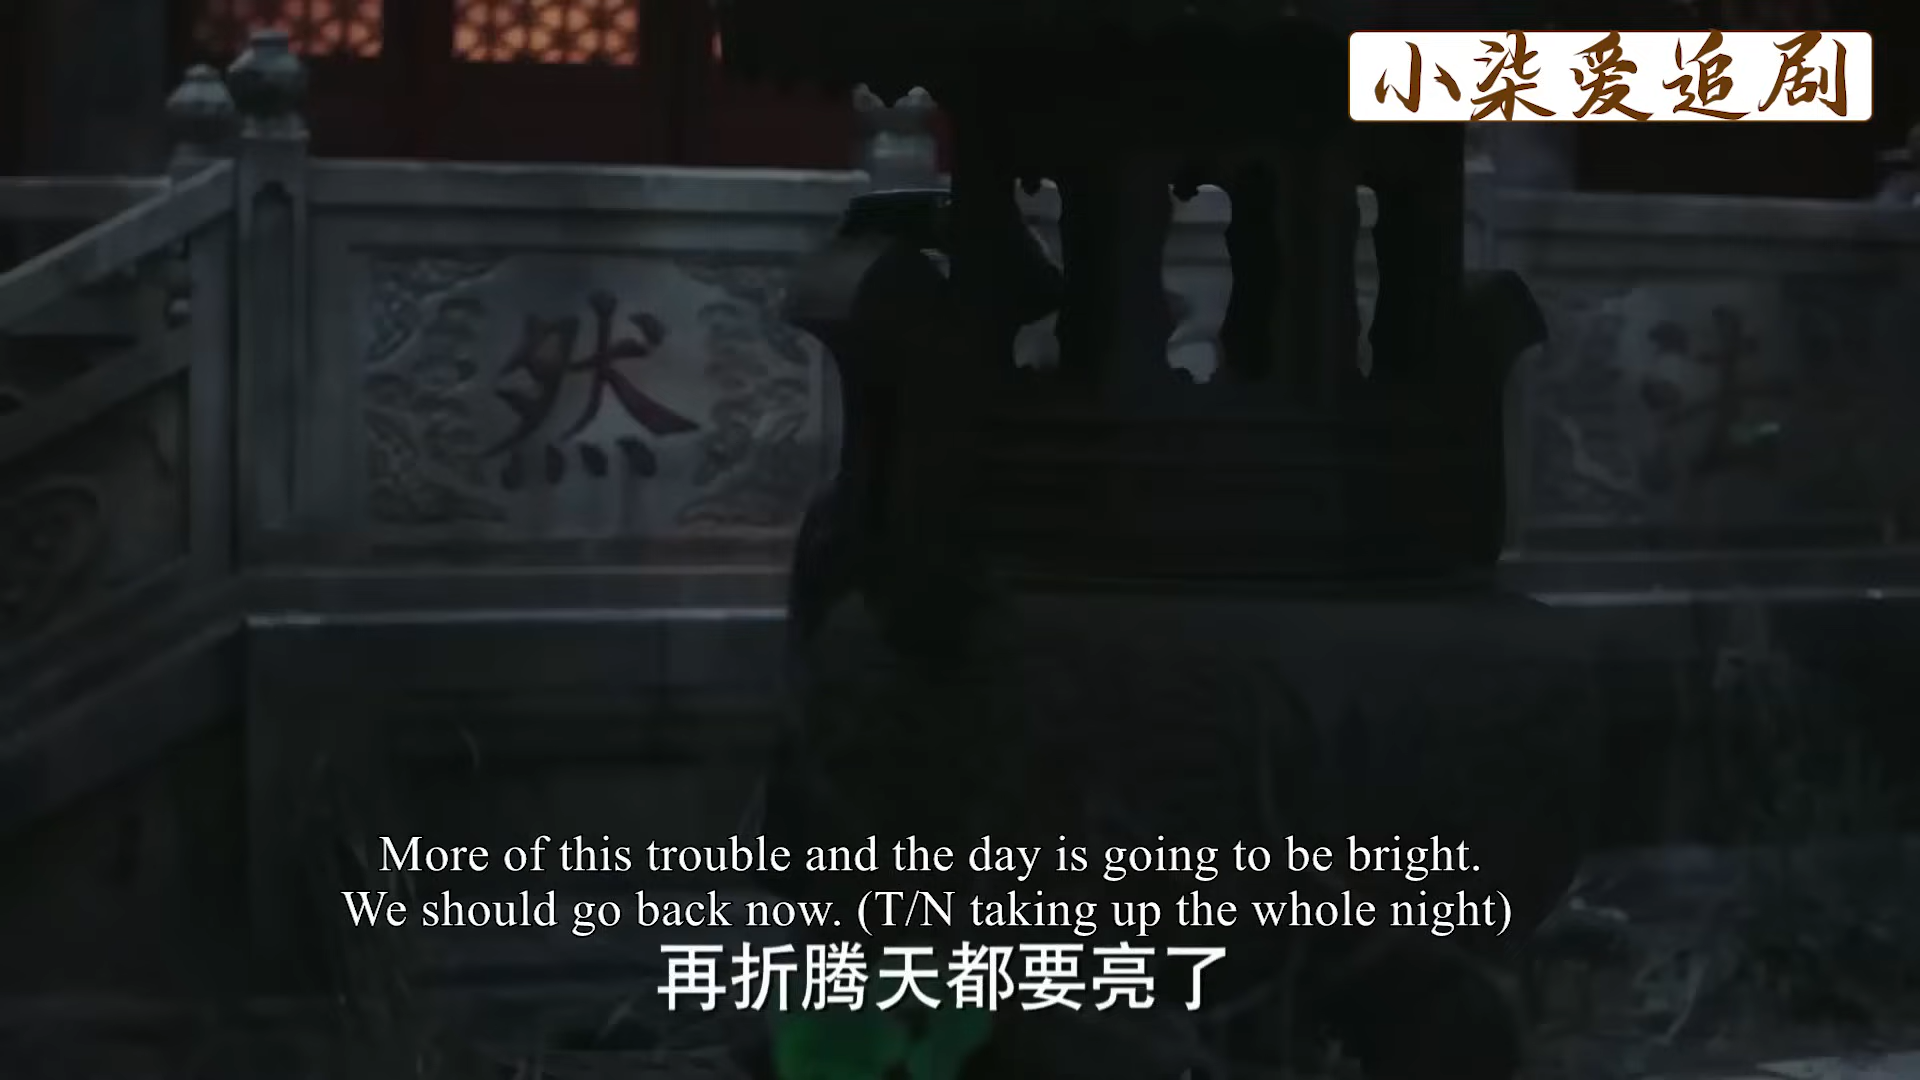 小柒爱追剧
然
More of this trouble and the day is going to be bright.
We should go back now. (T/N taking up the whole night)
再折腾天都要亮了